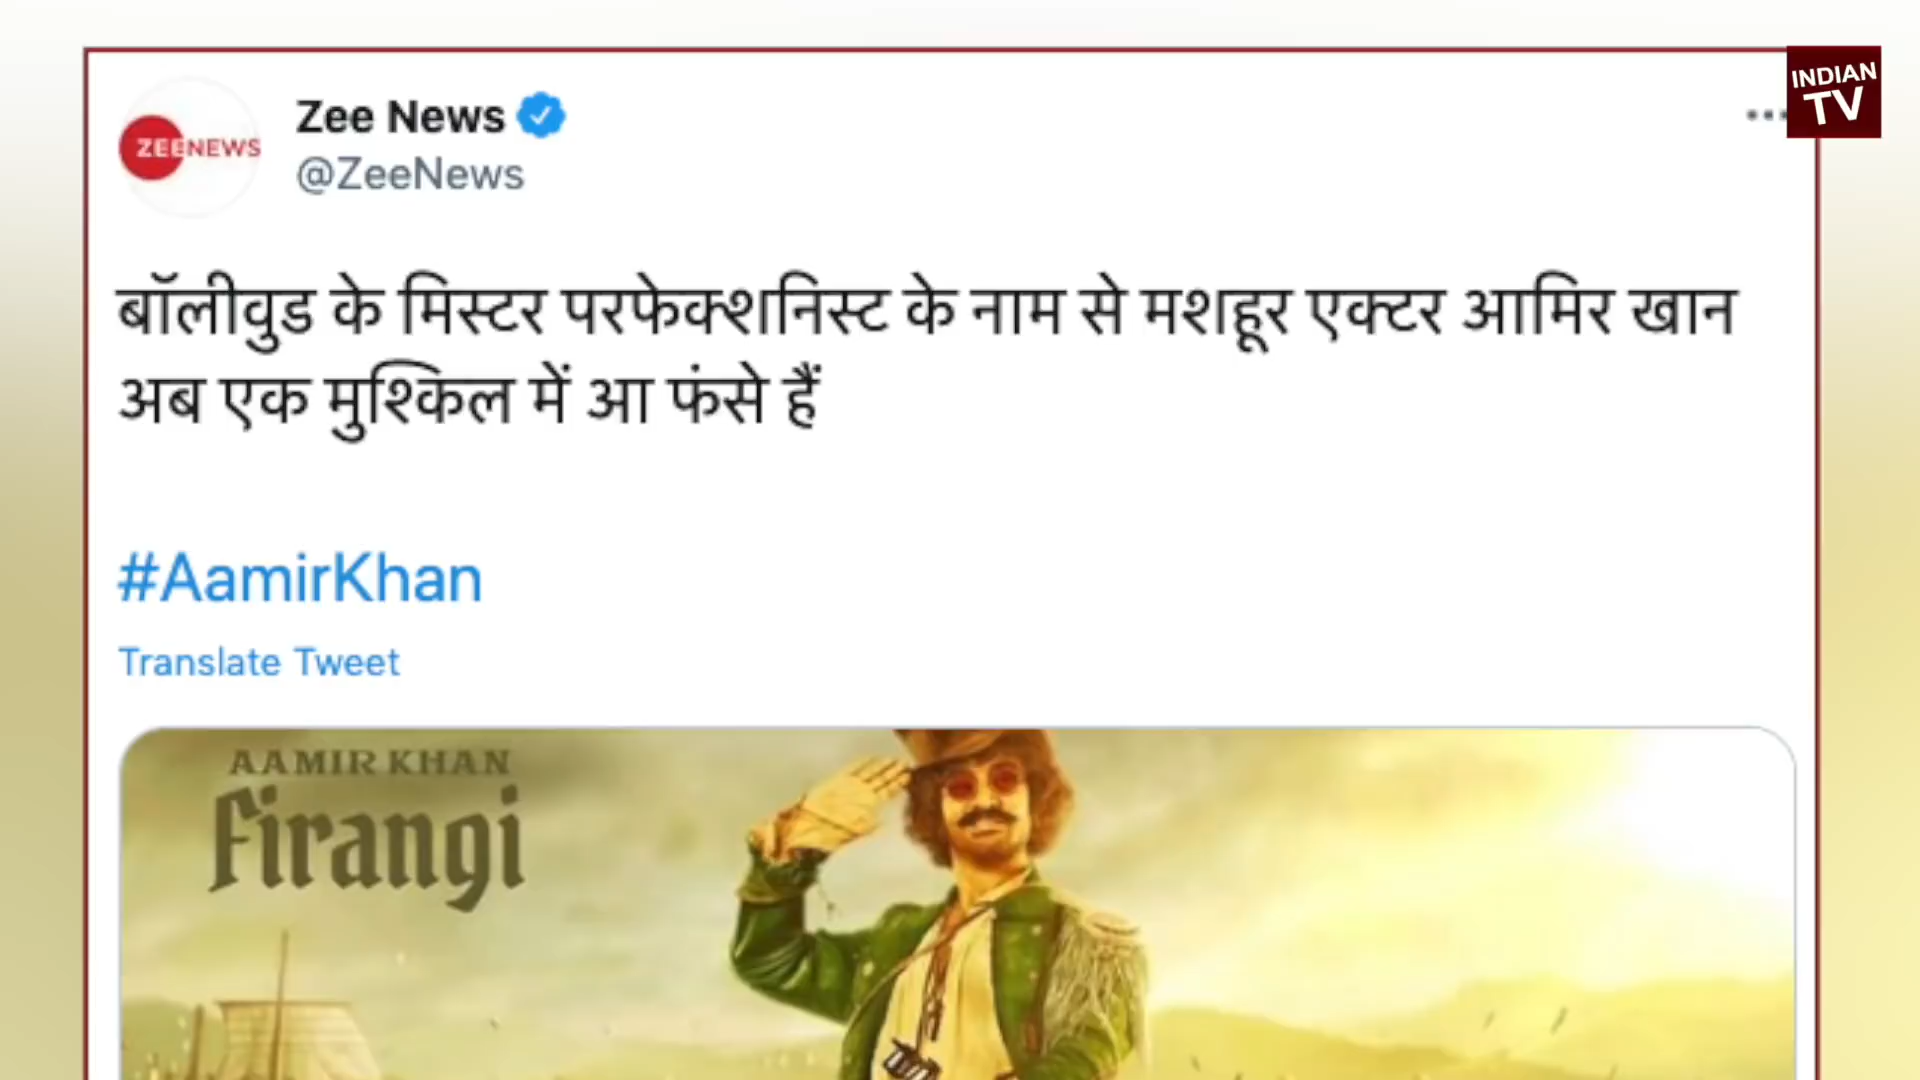 INDIAN
TV
Zee News
@ZeeNews
ZEENEWS
बॉलीवुड के मिस्टर परफेक्शनिस्ट के नाम से मशहूर एक्टर आमिर खान
अब एक मुश्किल में आ फंसे हैं
#AamirKhan
Translate Tweet
AAMIR KHAN
Firangi